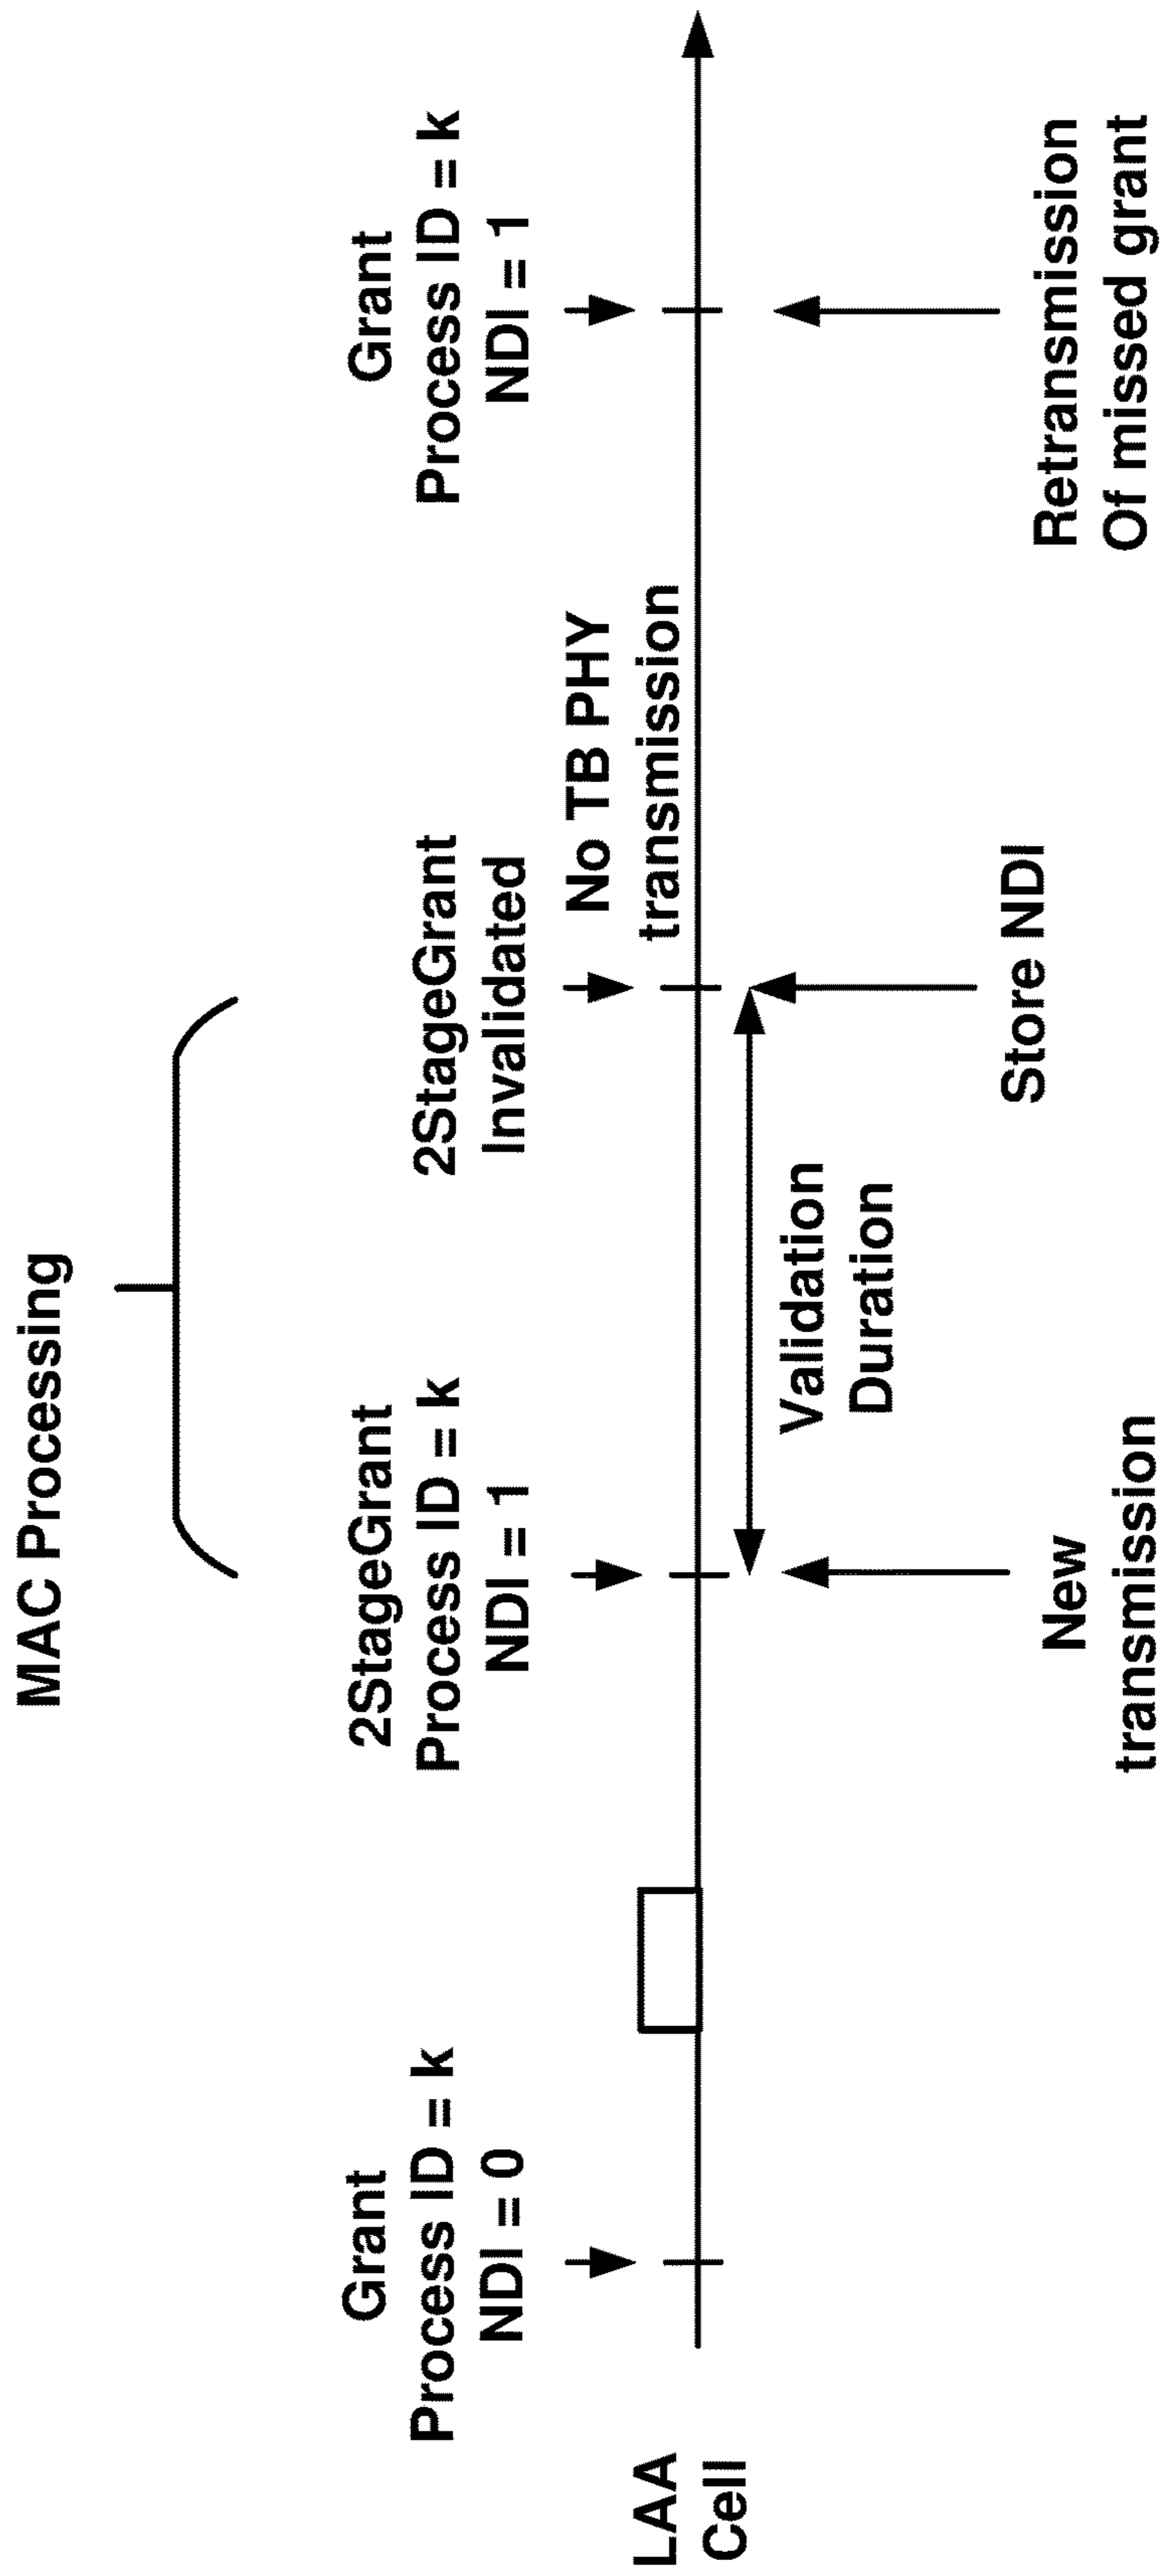 MAC Processing
Grant
Process ID = k
NDI = 0
2StageGrant
Process ID = k
NDI = 1
2StageGrant
Invalidated
No TB PHY
transmission
Grant
Process ID = k
NDI = 1
LAA
Cell
Validation
Duration
New
transmission
Store NDI
Retransmission
Of missed grant